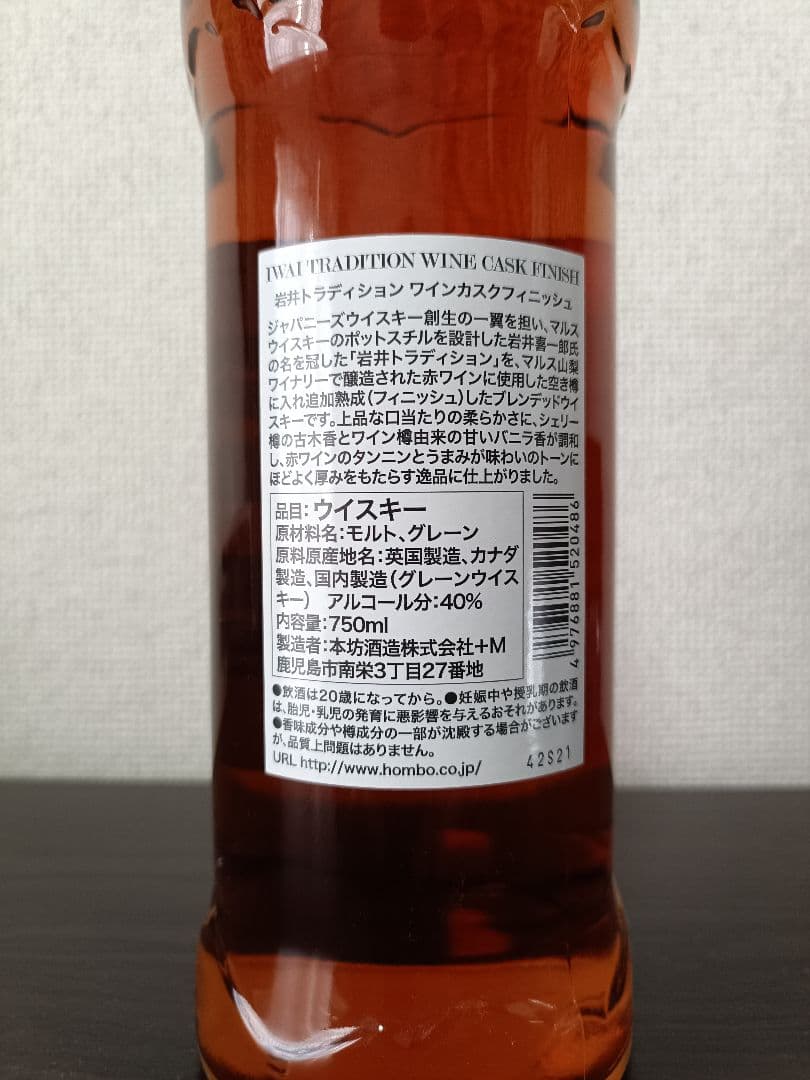 IWAI TRADITION WINE CASK FINISH
岩井トラディション ワインカスクフィニッシュ
ジャパニーズウイスキー創生の一翼を担い、マルス
ウイスキーのポットスチルを設計した岩井喜一郎氏
の名を冠した「岩井トラディション」を、マルス山梨
ワイナリーで醸造された赤ワインに使用した空き樽
に入れ追加熟成(フィニッシュ)したブレンデッドウイ
スキーです。上品な口当たりの柔らかさに、シェリー
樽の古木香とワイン樽由来の甘いバニラ香が調和
し、赤ワインのタンニンとうまみが味わいのトーンに
ほどよく厚みをもたらす逸品に仕上がりました。
品目:ウイスキー
原材料名:モルト、グレーン
原料原産地名:英国製造、カナダ
製造、国内製造(グレーンウイス
キー) アルコール分:40%
内容量:750ml
製造者:本坊酒造株式会社+M
鹿児島市南栄3丁目27番地
4 976881 520486
●飲酒は20歳になってから。●妊娠中や授乳期の飲酒
は、胎児・乳児の発育に悪影響を与えるおそれがあります。
●香味成分や樽成分の一部が沈殿する場合がございます
が、品質上問題はありません。
URL http://www.hombo.co.jp/
42S21